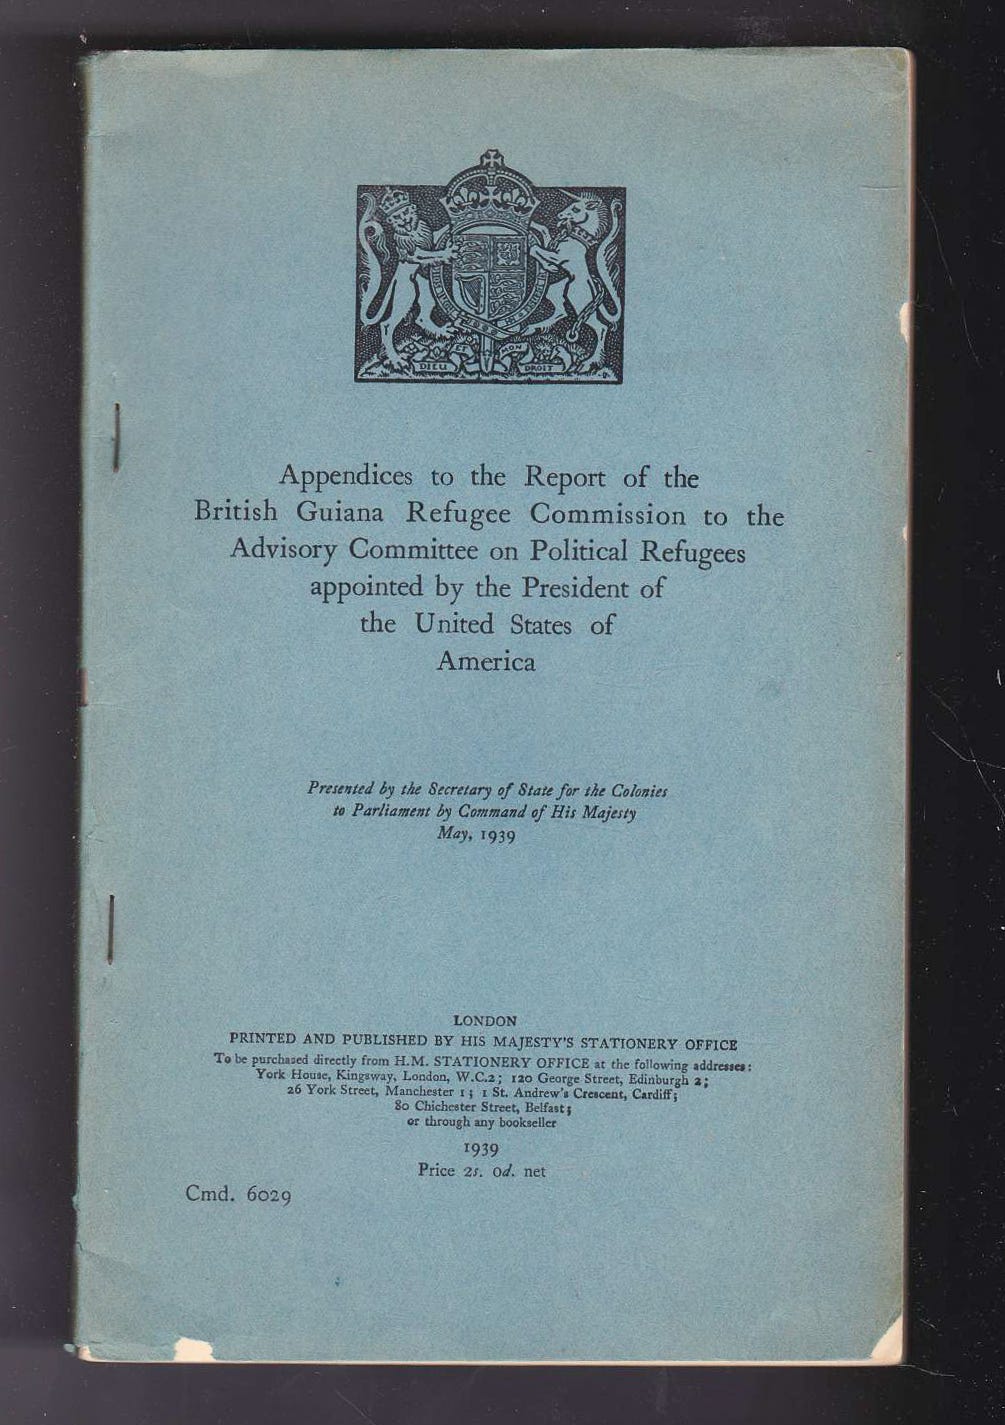 DIEU ET MON DROIT
Appendices to the Report of the
British Guiana Refugee Commission to the
Advisory Committee on Political Refugees
appointed by the President of
the United States of
America
Presented by the Secretary of State for the Colonies
to Parliament by Command of His Majesty
May, 1939
LONDON
PRINTED AND PUBLISHED BY HIS MAJESTY'S STATIONERY OFFICE
To be purchased directly from H.M. STATIONERY OFFICE at the following addresses:
York House, Kingsway, London, W.C.2; 120 George Street, Edinburgh 2;
26 York Street, Manchester 1; 1 St. Andrew's Crescent, Cardiff;
80 Chichester Street, Belfast;
or through any bookseller
1939
Price 2s. 0d. net
Cmd. 6029